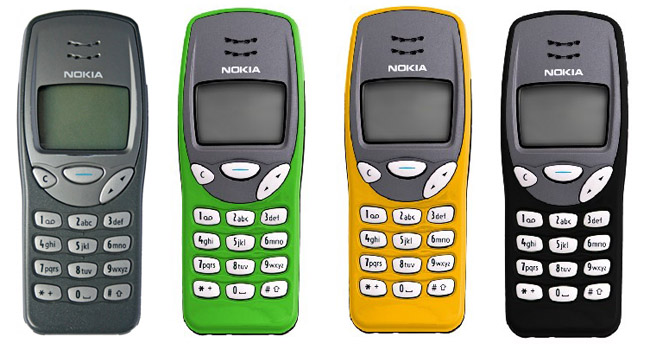 NOKIA
C
1 2abc 3def
4ghi 5jkl 6mno
7pqrs 8tuv 9wxyz
*+ 0 #
NOKIA
C
1 2abc 3def
4ghi 5jkl 6mno
7pqrs 8tuv 9wxyz
*+ 0 #
NOKIA
C
1 2abc 3def
4ghi 5jkl 6mno
7pqrs 8tuv 9wxyz
*+ 0 #
NOKIA
C
1 2abc 3def
4ghi 5jkl 6mno
7pqrs 8tuv 9wxyz
*+ 0 #